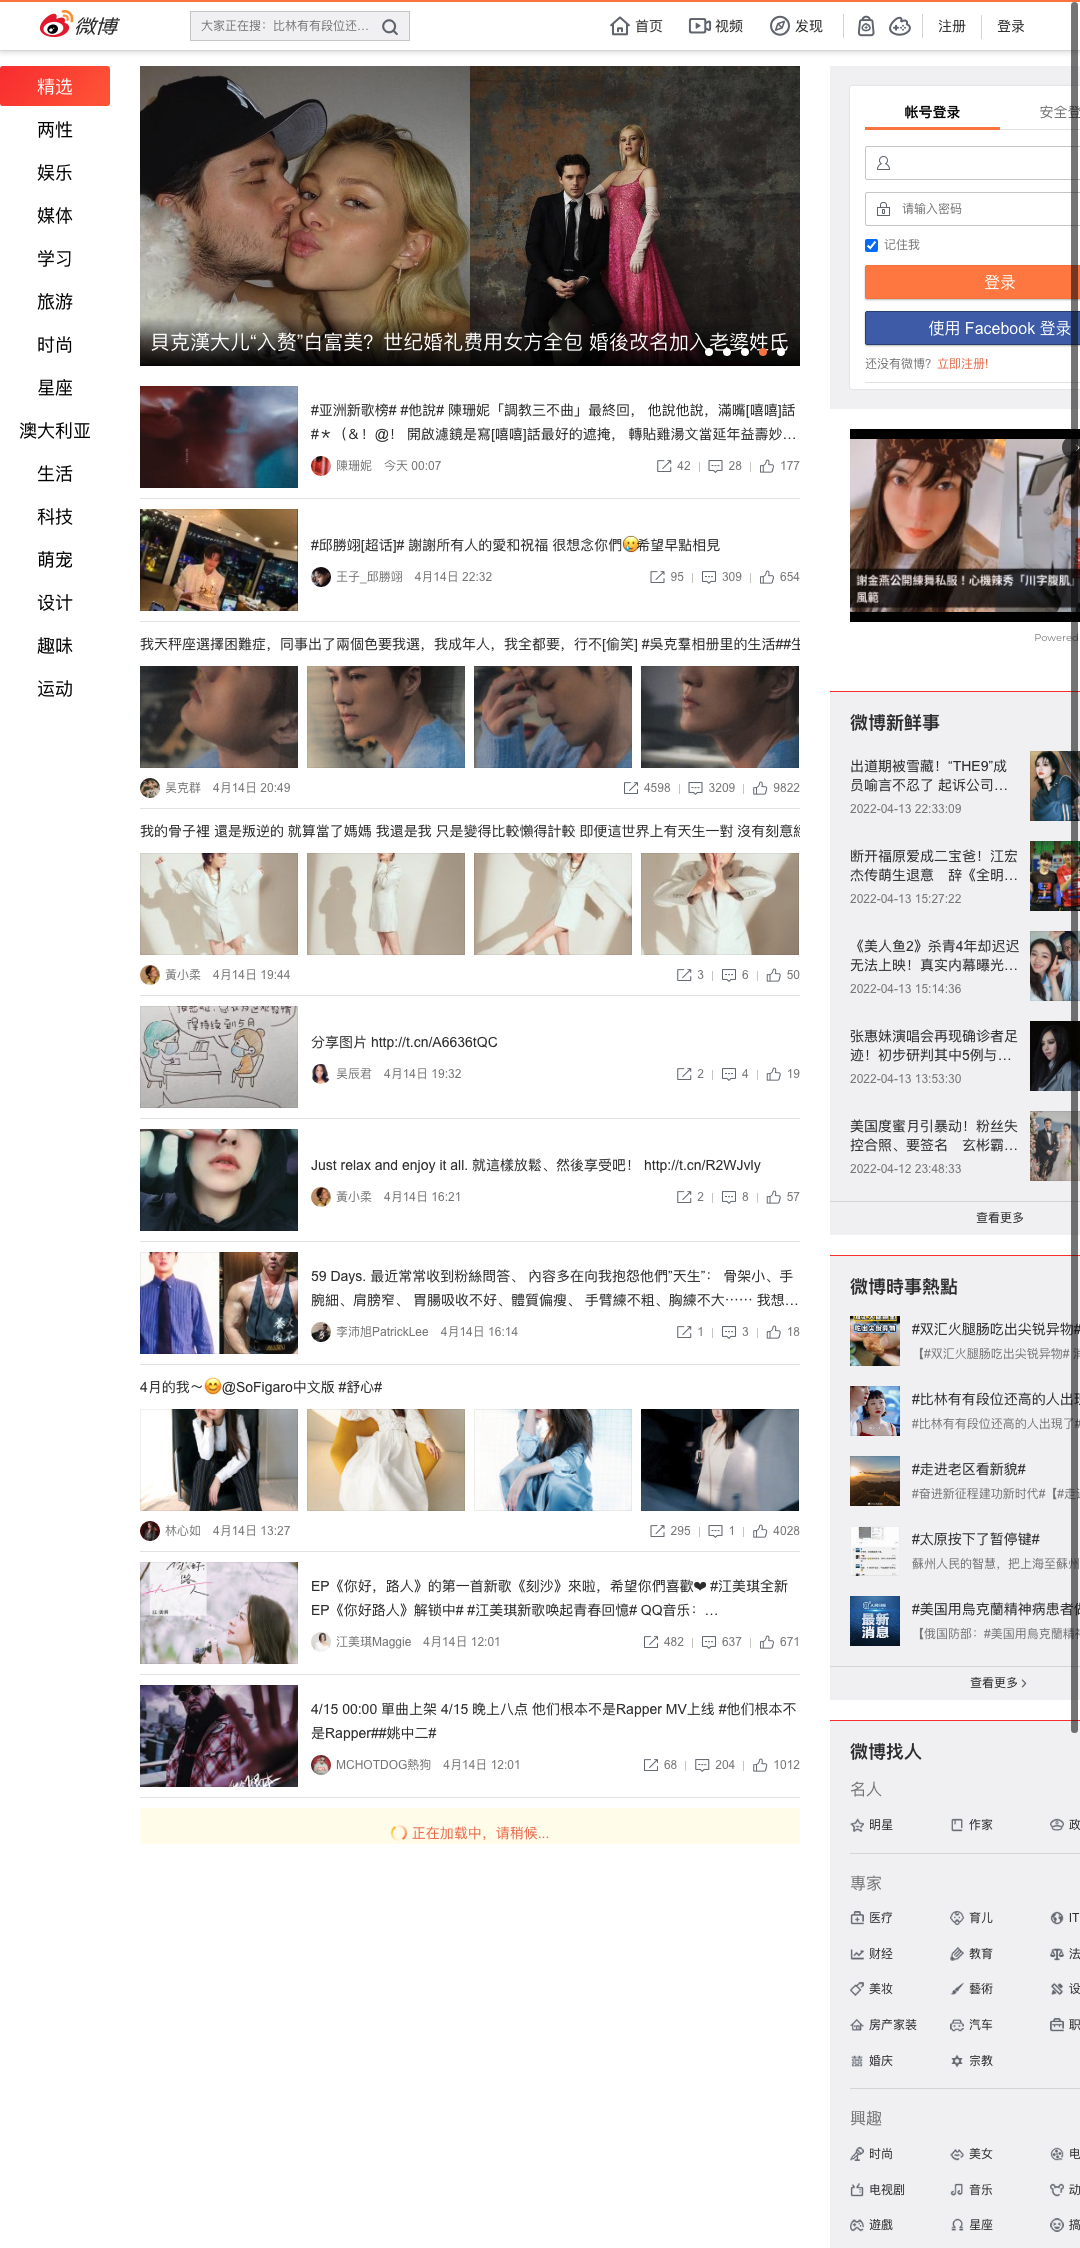 微博
大家正在搜：比林有有段位还…
首页
视频
发现
注册
登录
精选
两性
娱乐
媒体
学习
旅游
时尚
星座
澳大利亚
生活
科技
萌宠
设计
趣味
运动
貝克漢大儿“入赘”白富美？世纪婚礼费用女方全包 婚後改名加入老婆姓氏
#亚洲新歌榜# #他說# 陳珊妮「調教三不曲」最終回， 他說他說，滿嘴[嘻嘻]話
#＊（&！@！ 開啟濾鏡是寫[嘻嘻]話最好的遮掩， 轉貼雞湯文當延年益壽妙…
陳珊妮 今天 00:07
42 28 177
#邱勝翊[超话]# 謝謝所有人的愛和祝福 很想念你們🥲希望早點相見
王子_邱勝翊 4月14日 22:32
95 309 654
我天秤座選擇困難症，同事出了兩個色要我選，我成年人，我全都要，行不[偷笑] #吳克羣相册里的生活##生
吴克群 4月14日 20:49
4598 3209 9822
我的骨子裡 還是叛逆的 就算當了媽媽 我還是我 只是變得比較懶得計較 即便這世界上有天生一對 沒有刻意經
黃小柔 4月14日 19:44
3 6 50
得持續到5月
分享图片 http://t.cn/A6636tQC
吴辰君 4月14日 19:32
2 4 19
Just relax and enjoy it all. 就這樣放鬆、然後享受吧！ http://t.cn/R2WJvIy
黃小柔 4月14日 16:21
2 8 57
59 Days. 最近常常收到粉絲問答、 內容多在向我抱怨他們”天生”： 骨架小、手
腕細、肩膀窄、 胃腸吸收不好、體質偏瘦、 手臂練不粗、胸練不大⋯⋯ 我想…
李沛旭PatrickLee 4月14日 16:14
1 3 18
4月的我～😊@SoFigaro中文版 #舒心#
林心如 4月14日 13:27
295 1 4028
你好,
路人
EP《你好，路人》的第一首新歌《刻沙》來啦，希望你們喜歡❤ #江美琪全新
EP《你好路人》解锁中# #江美琪新歌唤起青春回憶# QQ音乐：…
江美琪Maggie 4月14日 12:01
482 637 671
4/15 00:00 單曲上架 4/15 晚上八点 他们根本不是Rapper MV上线 #他们根本不
是Rapper##姚中二#
MCHOTDOG熱狗 4月14日 12:01
68 204 1012
正在加载中，请稍候...
帐号登录
安全登
请输入密码
记住我
登录
使用 Facebook 登录
还没有微博？立即注册!
謝金燕公開練舞私服！心機辣秀「川字腹肌」
風範
Powered
微博新鲜事
出道期被雪藏！“THE9”成
员喻言不忍了 起诉公司…
2022-04-13 22:33:09
断开福原爱成二宝爸！江宏
杰传萌生退意 辞《全明…
2022-04-13 15:27:22
《美人鱼2》杀青4年却迟迟
无法上映！真实内幕曝光…
2022-04-13 15:14:36
张惠妹演唱会再现确诊者足
迹！初步研判其中5例与…
2022-04-13 13:53:30
美国度蜜月引暴动！粉丝失
控合照、要签名 玄彬霸…
2022-04-12 23:48:33
查看更多
微博時事熱點
吃出尖锐异物
#双汇火腿肠吃出尖锐异物#
【#双汇火腿肠吃出尖锐异物#
#比林有有段位还高的人出現
#比林有有段位还高的人出現了#
#走进老区看新貌#
#奋进新征程建功新时代#【#走进
#太原按下了暂停键#
蘇州人民的智慧，把上海至蘇州
最新
消息
#美国用烏克蘭精神病患者做
【俄国防部：#美国用烏克蘭精神
查看更多
微博找人
名人
明星
作家
政
專家
医疗
育儿
IT
财经
教育
法
美妆
藝術
设
房产家装
汽车
职
婚庆
宗教
興趣
时尚
美女
电
电视剧
音乐
动
遊戲
星座
搞